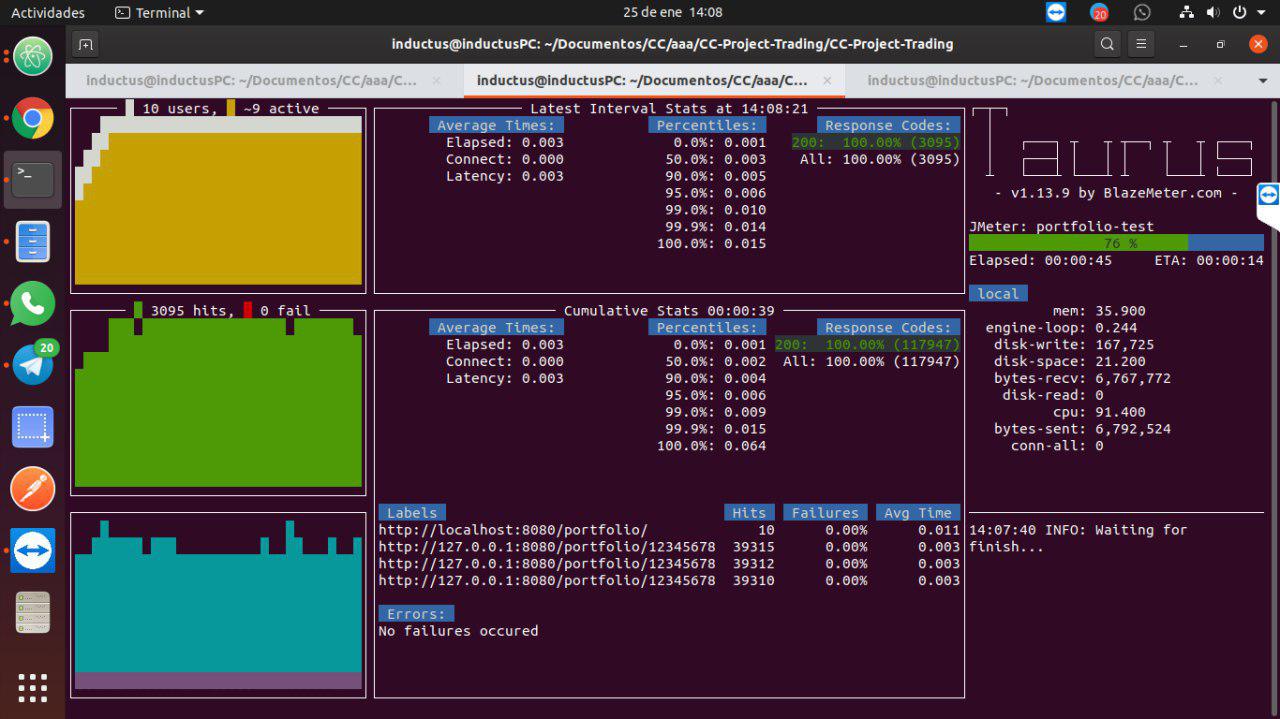 Actividades Terminal 25 de ene 14:08 20
inductus@inductusPC: ~/Documentos/CC/aaa/CC-Project-Trading/CC-Project-Trading
inductus@inductusPC: ~/Documentos/CC/aaa/C... inductus@inductusPC: ~/Documentos/CC/aaa/C... inductus@inductusPC: ~/Documentos/CC/aaa/C...
20
10 users, ~9 active
3095 hits, 0 fail
Latest Interval Stats at 14:08:21
Average Times: Percentiles: Response Codes:
Elapsed: 0.003 0.0%: 0.001 200: 100.00% (3095)
Connect: 0.000 50.0%: 0.003 All: 100.00% (3095)
Latency: 0.003 90.0%: 0.005
95.0%: 0.006
99.0%: 0.010
99.9%: 0.014
100.0%: 0.015
Cumulative Stats 00:00:39
Average Times: Percentiles: Response Codes:
Elapsed: 0.003 0.0%: 0.001 200: 100.00% (117947)
Connect: 0.000 50.0%: 0.002 All: 100.00% (117947)
Latency: 0.003 90.0%: 0.004
95.0%: 0.006
99.0%: 0.009
99.9%: 0.015
100.0%: 0.064
Labels Hits Failures Avg Time
http://localhost:8080/portfolio/ 10 0.00% 0.011
http://127.0.0.1:8080/portfolio/12345678 39315 0.00% 0.003
http://127.0.0.1:8080/portfolio/12345678 39312 0.00% 0.003
http://127.0.0.1:8080/portfolio/12345678 39310 0.00% 0.003
Errors:
No failures occured
Taurus
- v1.13.9 by BlazeMeter.com -
JMeter: portfolio-test
76 %
Elapsed: 00:00:45 ETA: 00:00:14
local
mem: 35.900
engine-loop: 0.244
disk-write: 167,725
disk-space: 21.200
bytes-recv: 6,767,772
disk-read: 0
cpu: 91.400
bytes-sent: 6,792,524
conn-all: 0
14:07:40 INFO: Waiting for
finish...